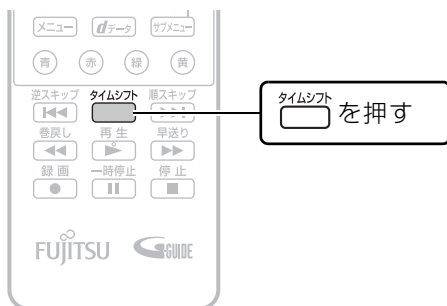 メニュー dデータ サブメニュー
青 赤 緑 黄
逆スキップ タイムシフト 順スキップ
タイムシフト を押す
巻戻し 再生 早送り
録画 一時停止 停止
FUJITSU G-GUIDE